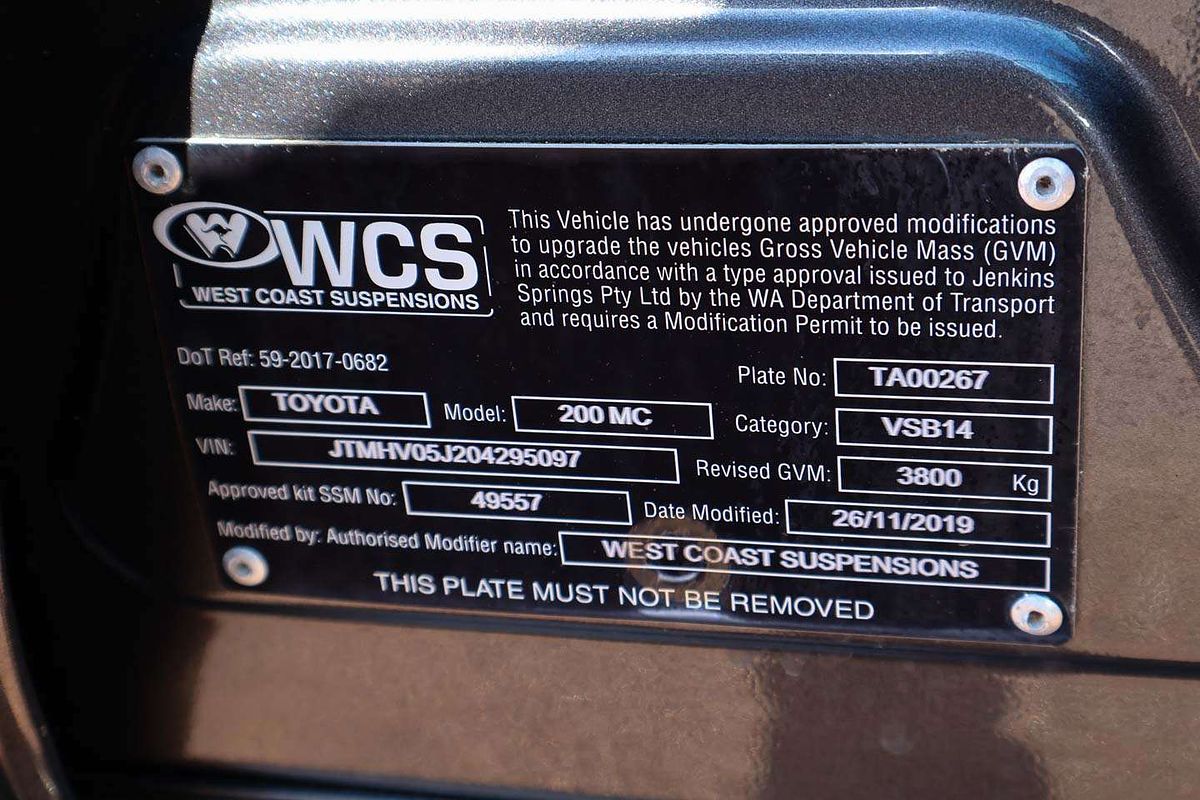 WCS
WEST COAST SUSPENSIONS
This Vehicle has undergone approved modifications
to upgrade the vehicles Gross Vehicle Mass (GVM)
in accordance with a type approval issued to Jenkins
Springs Pty Ltd by the WA Department of Transport
and requires a Modification Permit to be issued.
DoT Ref: 59-2017-0682
Plate No: TA00267
Make: TOYOTA Model: 200 MC Category: VSB14
VIN: JTMHV05J204295097 Revised GVM: 3800 Kg
Approved kit SSM No: 49557 Date Modified: 26/11/2019
Modified by: Authorised Modifier name: WEST COAST SUSPENSIONS
THIS PLATE MUST NOT BE REMOVED